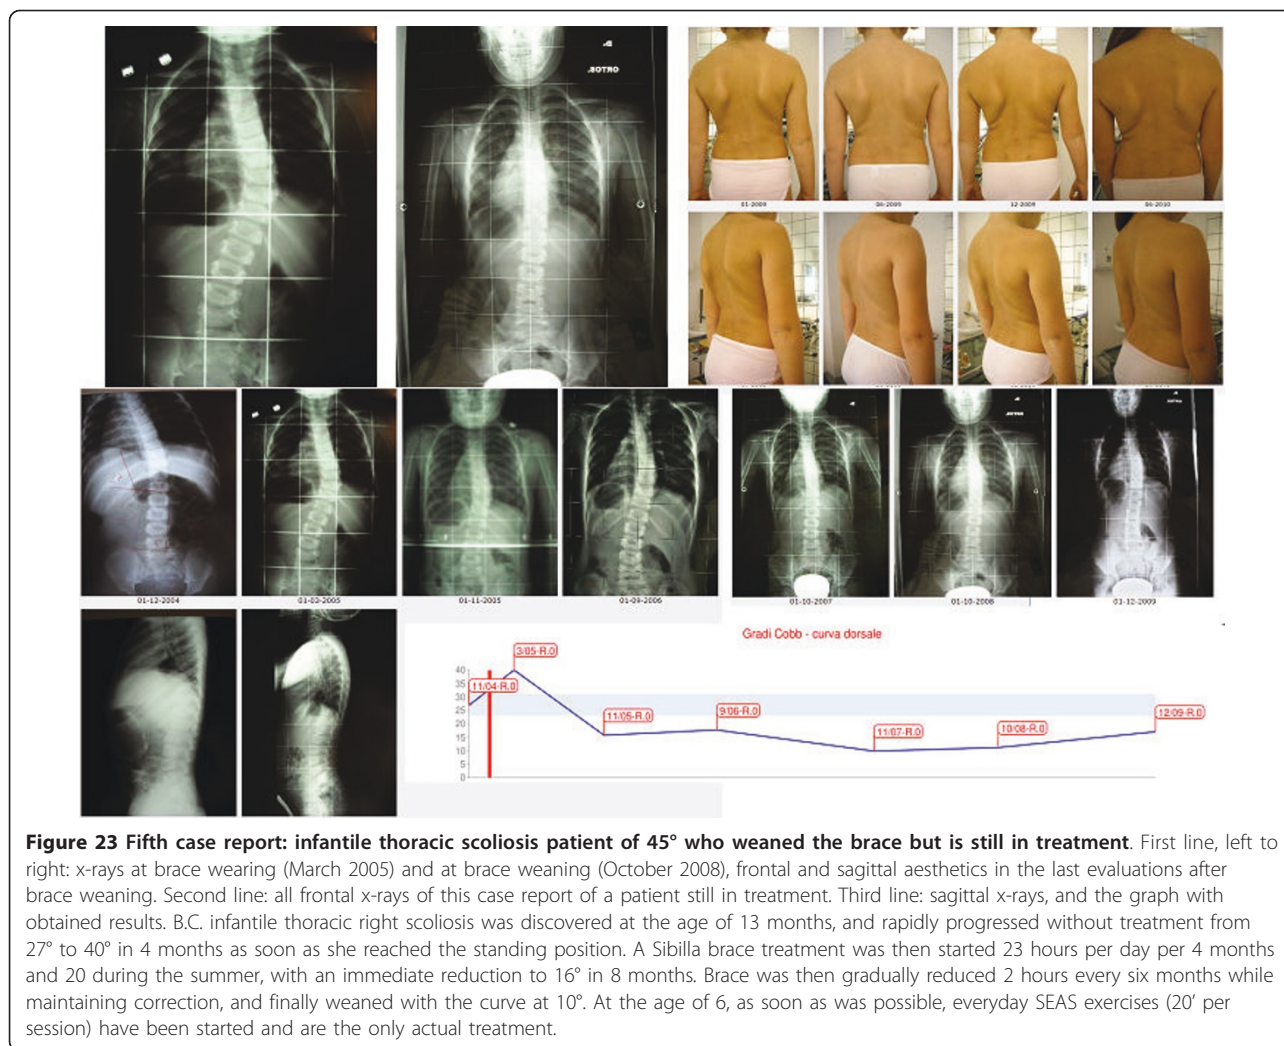 ORTOS.
01-2009
06-2009
12-2009
06-2010
01-12-2004
01-03-2005
01-11-2005
01-09-2006
01-10-2007
01-10-2008
01-12-2009
Gradi Cobb - curva dorsale
40
35
30
25
20
15
10
5
0
11/04-R.0
3/05-R.0
11/05-R.0
9/06-R.0
11/07-R.0
10/08-R.0
12/09-R.0
Figure 23 Fifth case report: infantile thoracic scoliosis patient of 45° who weaned the brace but is still in treatment. First line, left to
right: x-rays at brace wearing (March 2005) and at brace weaning (October 2008), frontal and sagittal aesthetics in the last evaluations after
brace weaning. Second line: all frontal x-rays of this case report of a patient still in treatment. Third line: sagittal x-rays, and the graph with
obtained results. B.C. infantile thoracic right scoliosis was discovered at the age of 13 months, and rapidly progressed without treatment from
27° to 40° in 4 months as soon as she reached the standing position. A Sibilla brace treatment was then started 23 hours per day per 4 months
and 20 during the summer, with an immediate reduction to 16° in 8 months. Brace was then gradually reduced 2 hours every six months while
maintaining correction, and finally weaned with the curve at 10°. At the age of 6, as soon as was possible, everyday SEAS exercises (20' per
session) have been started and are the only actual treatment.